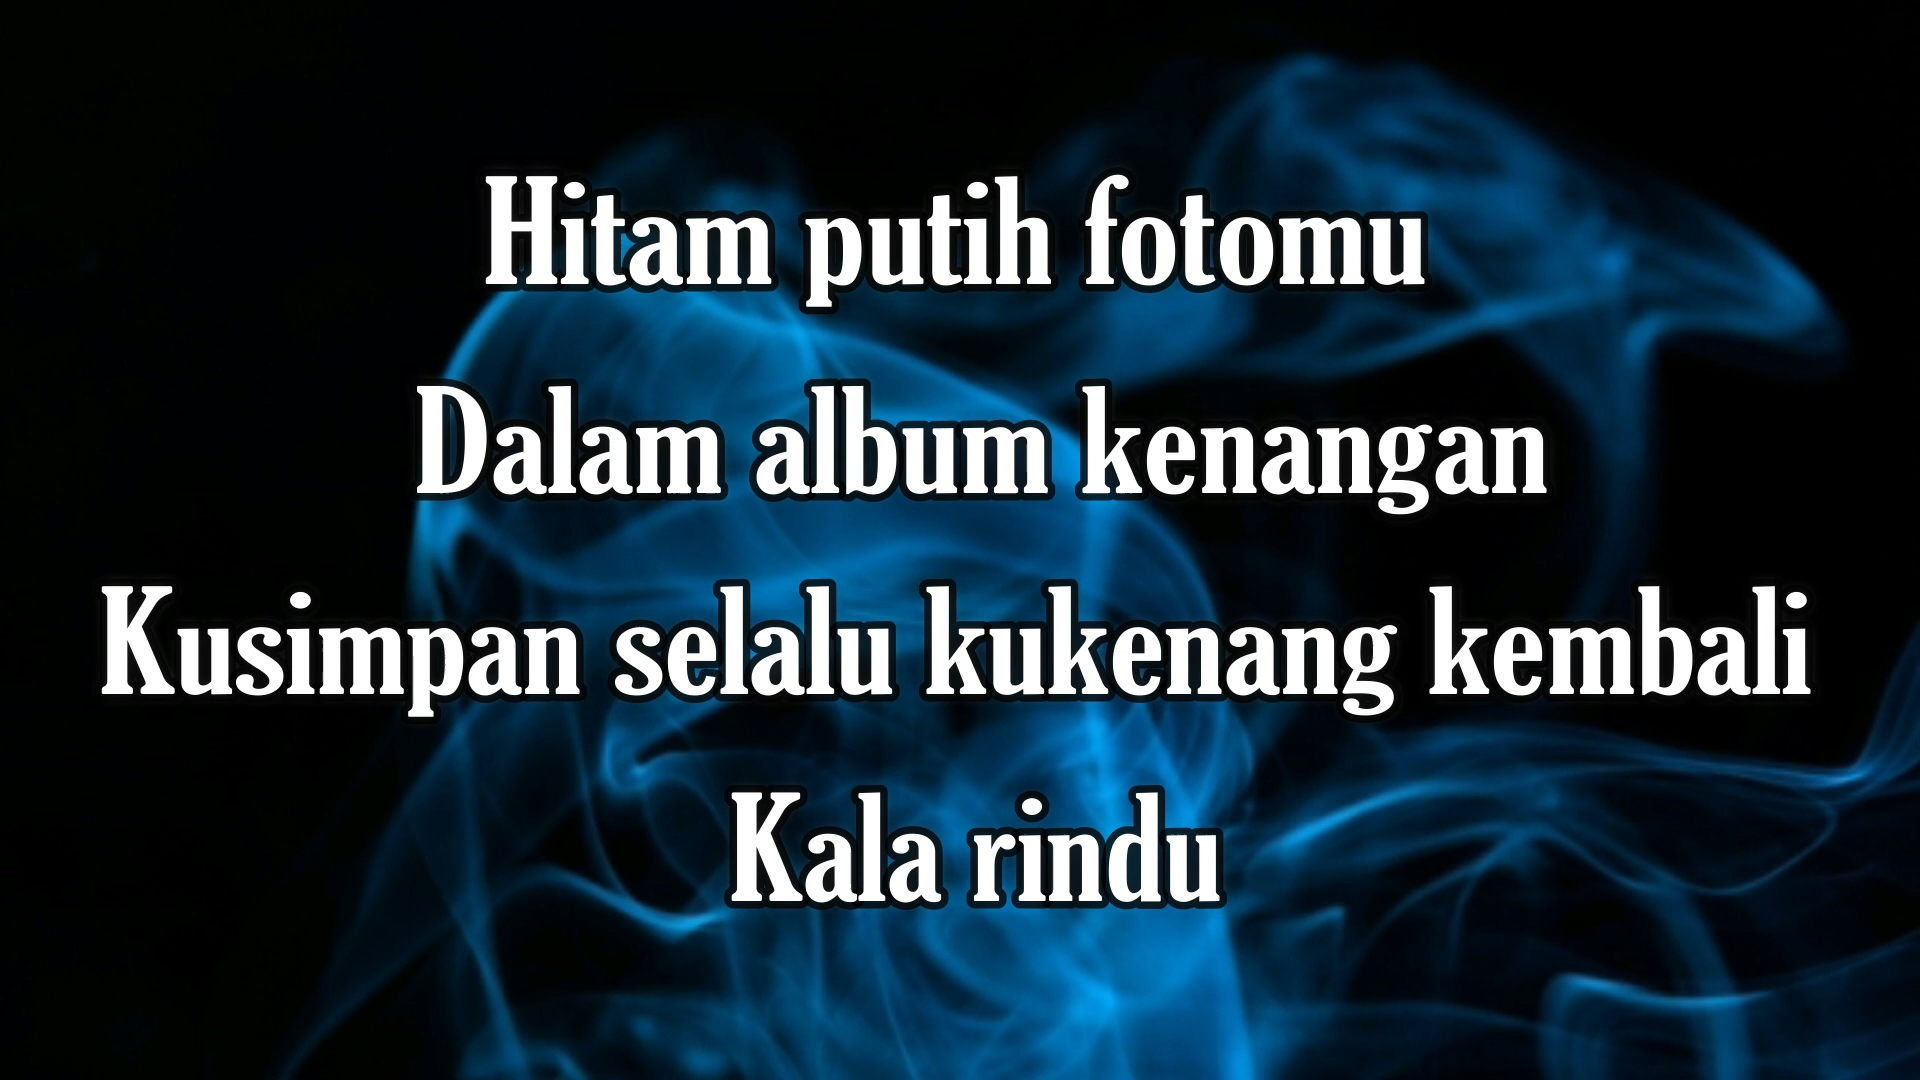 Hitam putih fotomu
Dalam album kenangan
Kusimpan selalu kukenang kembali
Kala rindu